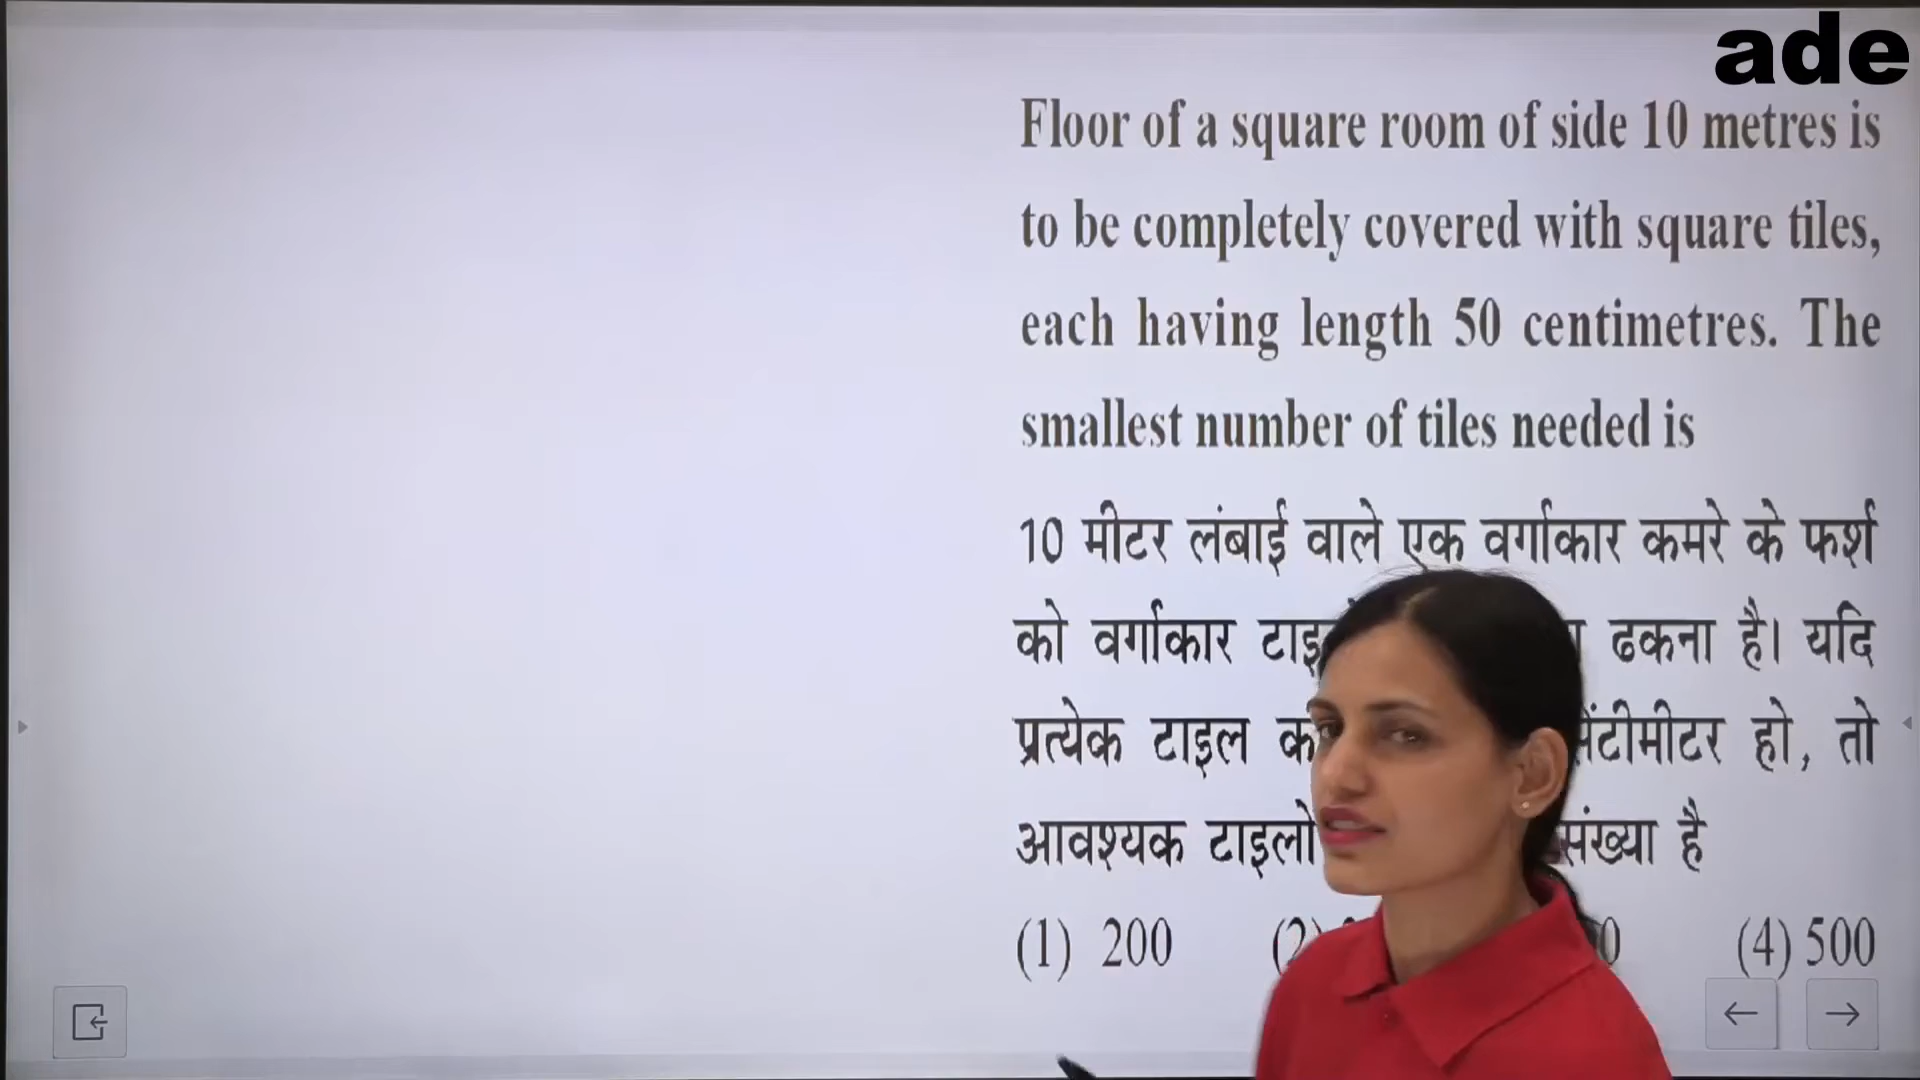 ade
Floor of a square room of side 10 metres is
to be completely covered with square tiles,
each having length 50 centimetres. The
smallest number of tiles needed is
10 मीटर लंबाई वाले एक वर्गाकार कमरे के फर्श
को वर्गाकार ढकना है। यदि
प्रत्येक टाइल हो, तो
आवश्यक संख्या है
(1) 200 (2) (4) 500